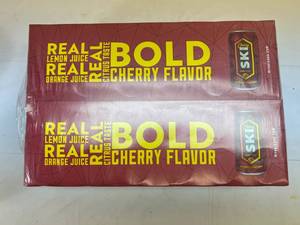 REAL
LEMON JUICE
REAL
ORANGE JUICE
REAL
CITRUS TASTE
BOLD
CHERRY FLAVOR
SKI
REAL
LEMON JUICE
REAL
ORANGE JUICE
REAL
CITRUS TASTE
BOLD
CHERRY FLAVOR
SKI